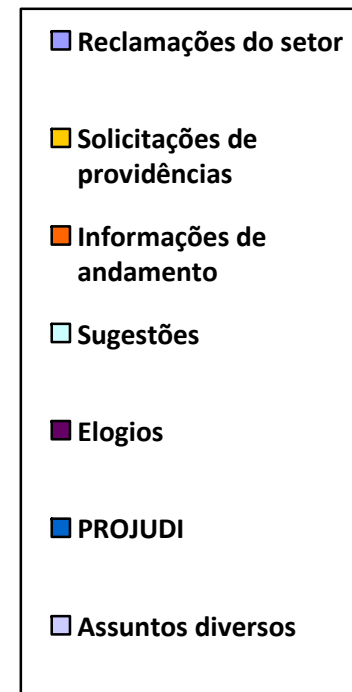 Reclamações do setor
Solicitações de
providências
Informações de
andamento
Sugestões
Elogios
PROJUDI
Assuntos diversos